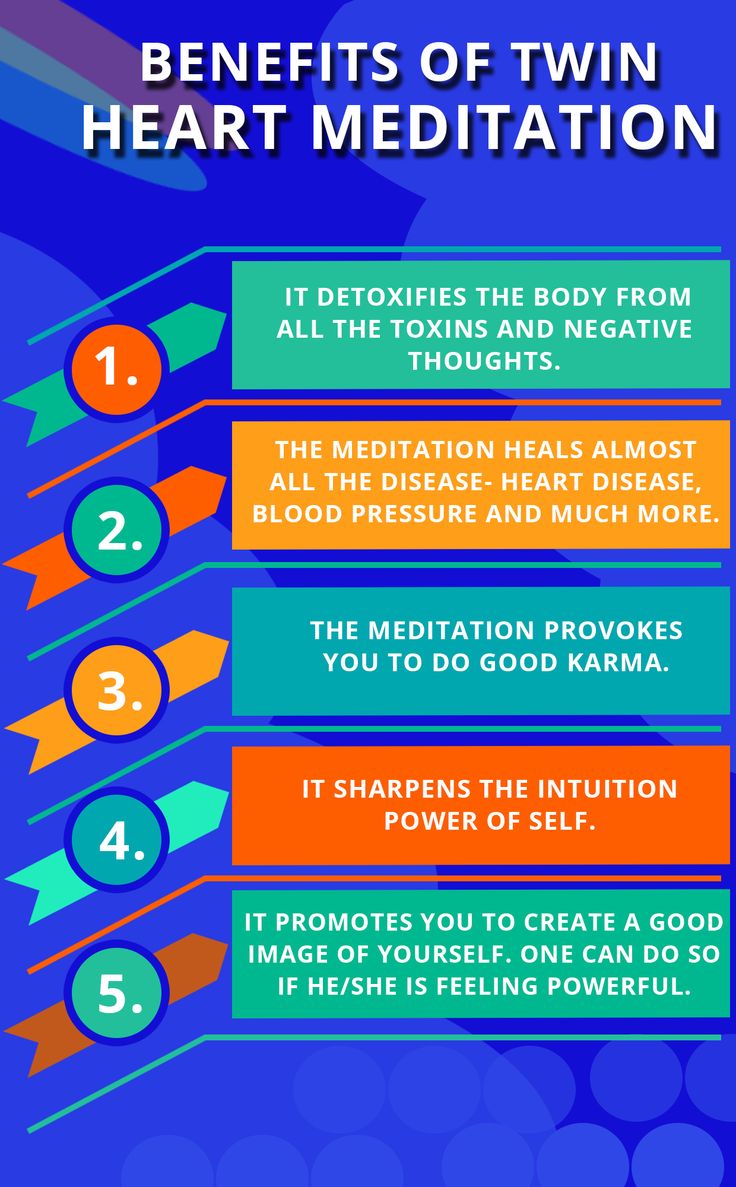 BENEFITS OF TWIN
HEART MEDITATION
1.
IT DETOXIFIES THE BODY FROM
ALL THE TOXINS AND NEGATIVE
THOUGHTS.
2.
THE MEDITATION HEALS ALMOST
ALL THE DISEASE- HEART DISEASE,
BLOOD PRESSURE AND MUCH MORE.
3.
THE MEDITATION PROVOKES
YOU TO DO GOOD KARMA.
4.
IT SHARPENS THE INTUITION
POWER OF SELF.
5.
IT PROMOTES YOU TO CREATE A GOOD
IMAGE OF YOURSELF. ONE CAN DO SO
IF HE/SHE IS FEELING POWERFUL.